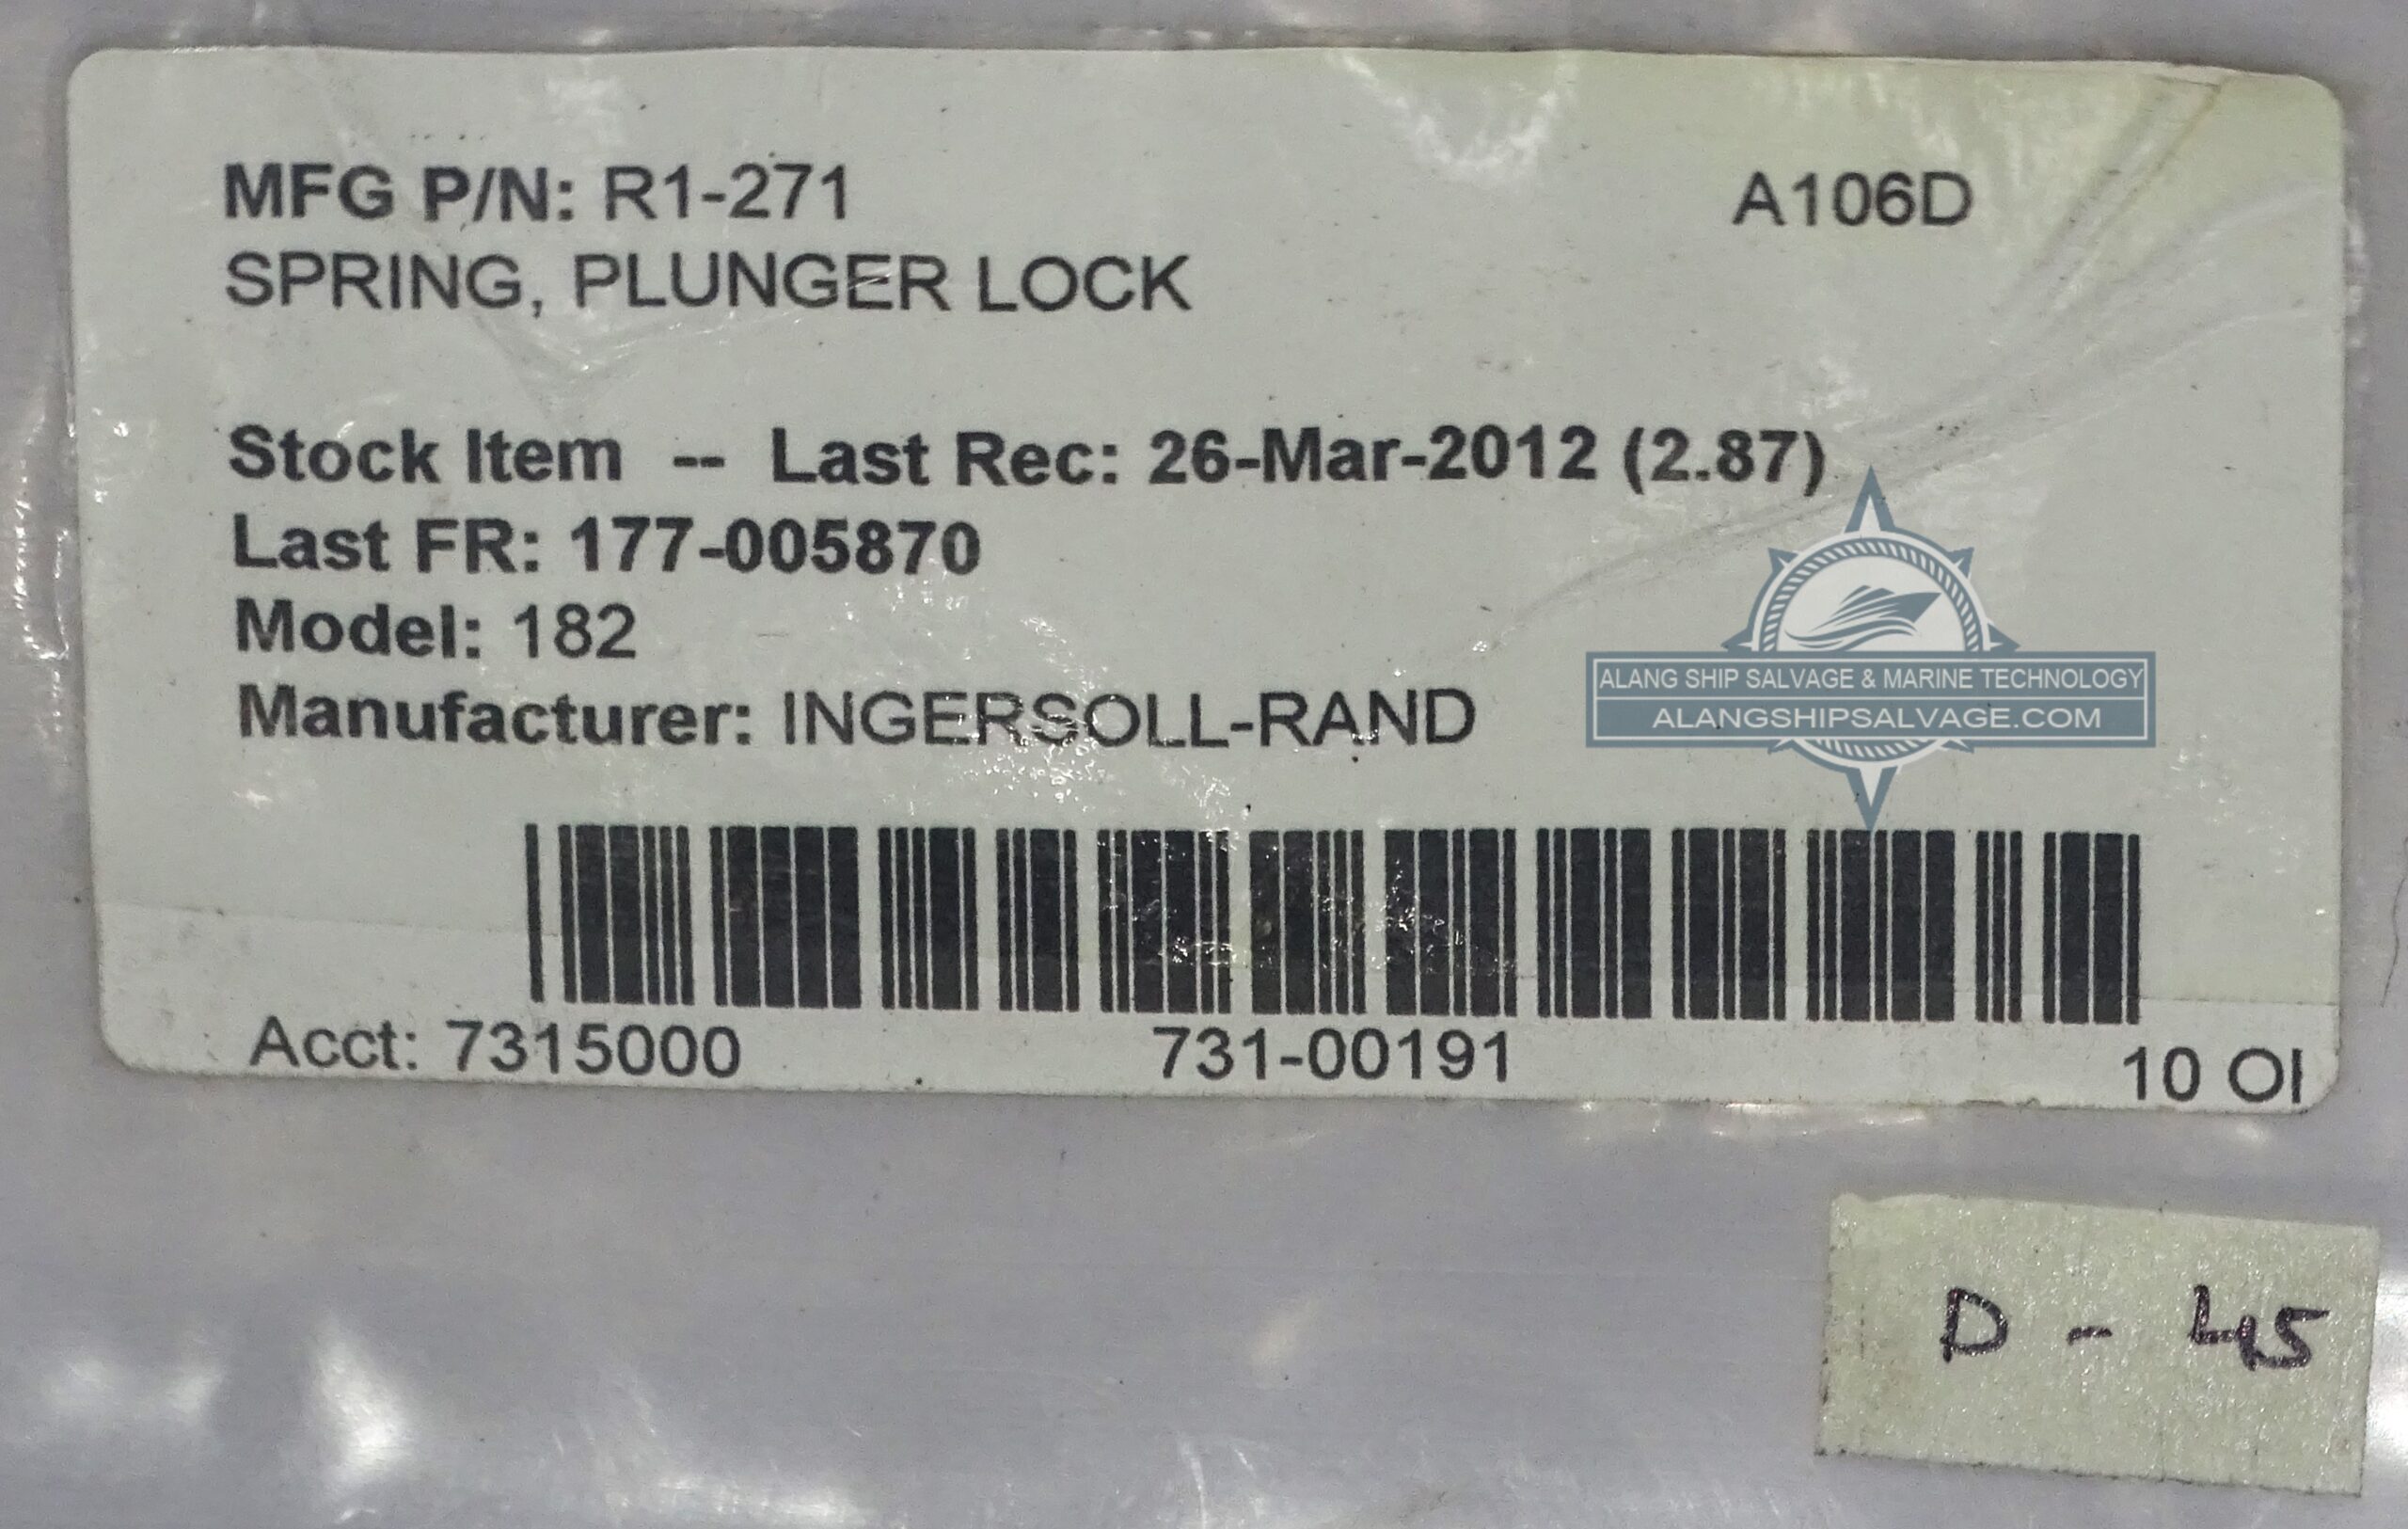 MFG P/N: R1-271 A106D
SPRING, PLUNGER LOCK
Stock Item -- Last Rec: 26-Mar-2012 (2.87)
Last FR: 177-005870
Model: 182
Manufacturer: INGERSOLL-RAND
ALANG SHIP SALVAGE & MARINE TECHNOLOGY
ALANGSHIPSALVAGE.COM
Acct: 7315000 731-00191 10 OI
D - 45